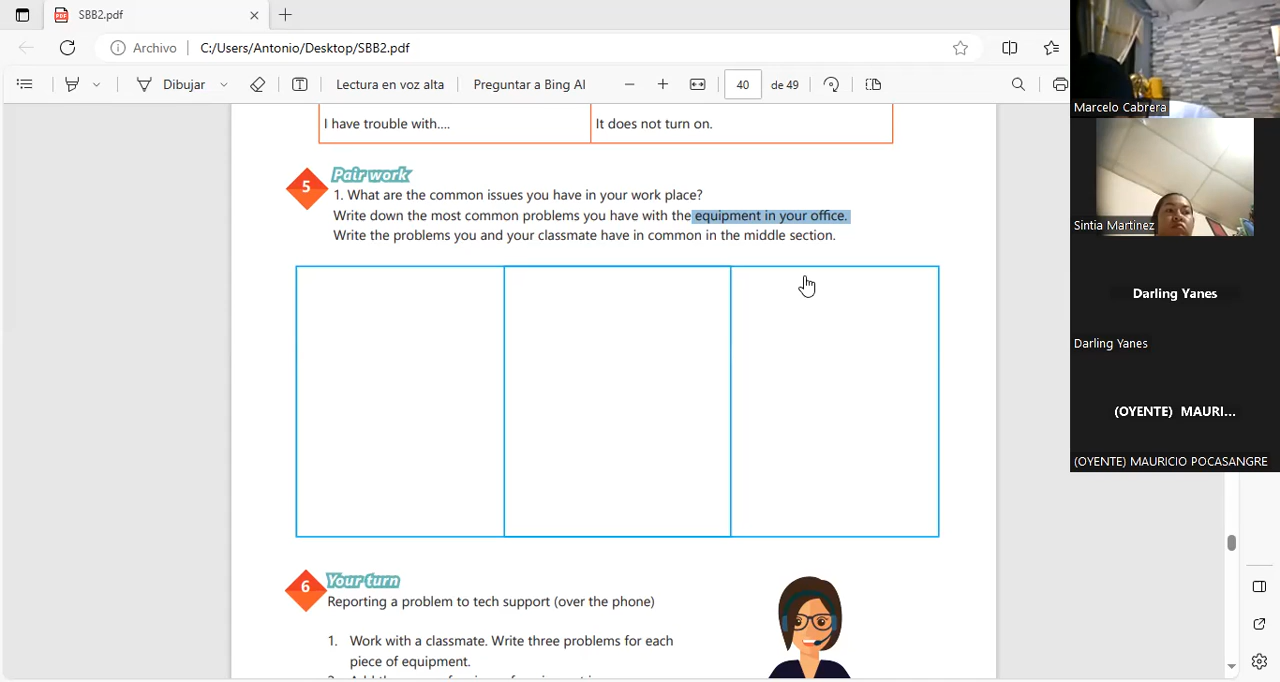 SBB2.pdf
Archivo
C:/Users/Antonio/Desktop/SBB2.pdf
Dibujar
Lectura en voz alta
Preguntar a Bing AI
40
de 49
I have trouble with....
It does not turn on.
5
Pair work
1. What are the common issues you have in your work place?
Write down the most common problems you have with the equipment in your office.
Write the problems you and your classmate have in common in the middle section.
6
Your turn
Reporting a problem to tech support (over the phone)
1. Work with a classmate. Write three problems for each
piece of equipment.
Marcelo Cabrera
Sintia Martinez
Darling Yanes
Darling Yanes
(OYENTE) MAURI...
(OYENTE) MAURICIO POCASANGRE